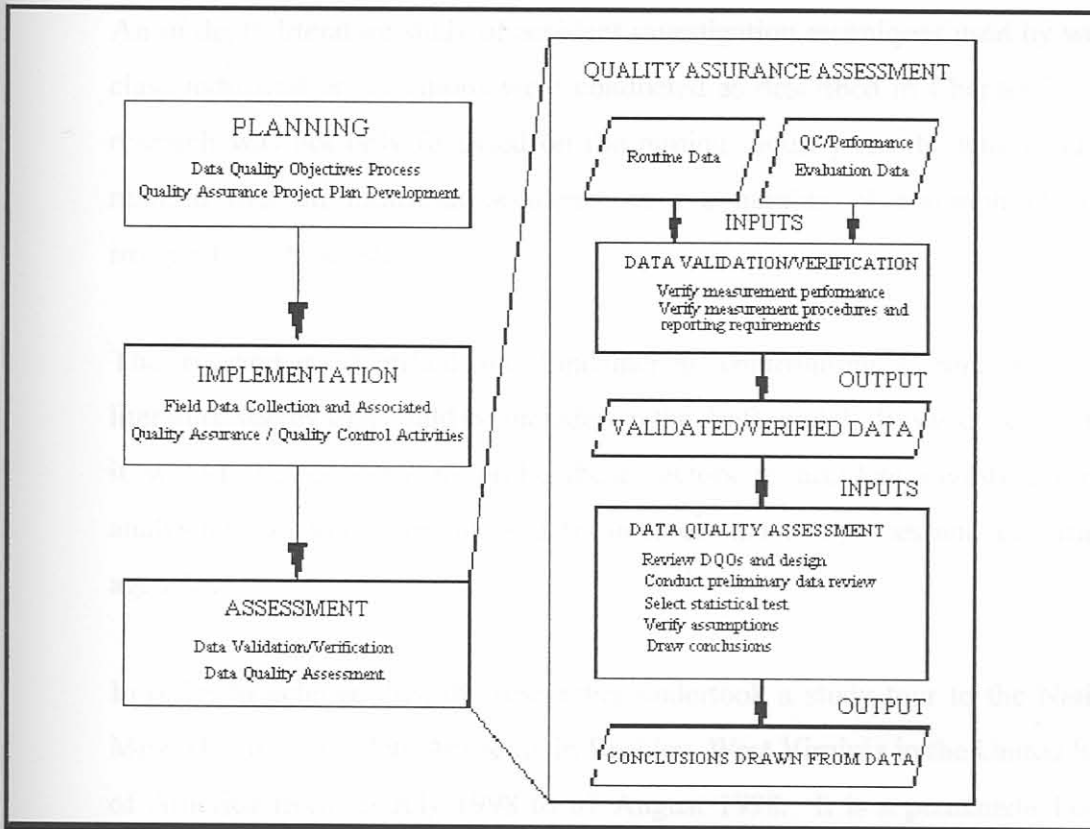 PLANNING
Data Quality Objectives Process
Quality Assurance Project Plan Development
IMPLEMENTATION
Field Data Collection and Associated
Quality Assurance / Quality Control Activities
ASSESSMENT
Data Validation/Verification
Data Quality Assessment
QUALITY ASSURANCE ASSESSMENT
Routine Data
QC/Performance
Evaluation Data
INPUTS
DATA VALIDATION/VERIFICATION
Verify measurement performance
Verify measurement procedures and
reporting requirements
OUTPUT
VALIDATED/VERIFIED DATA
INPUTS
DATA QUALITY ASSESSMENT
Review DQOs and design
Conduct preliminary data review
Select statistical test
Verify assumptions
Draw conclusions
OUTPUT
CONCLUSIONS DRAWN FROM DATA